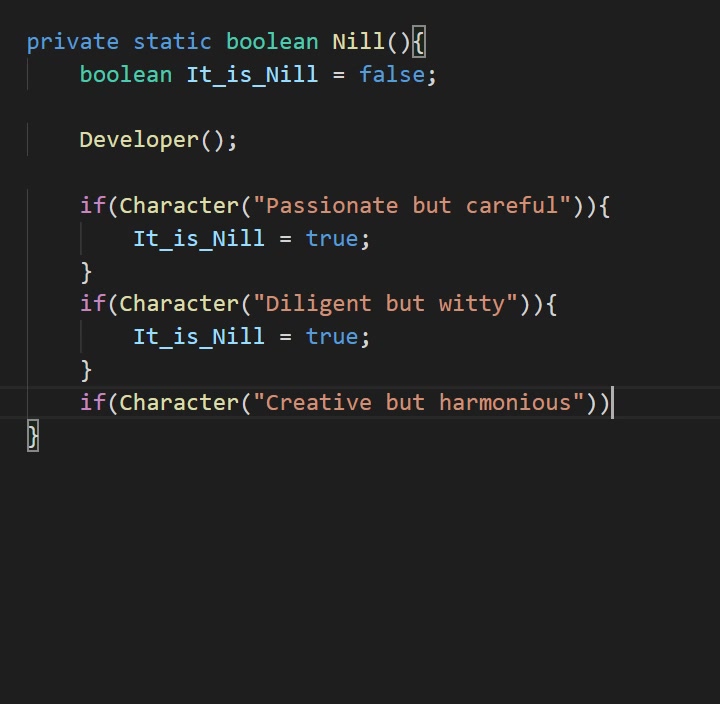 private static boolean Nill(){
    boolean It_is_Nill = false;
    Developer();
    if(Character("Passionate but careful")){
        It_is_Nill = true;
    }
    if(Character("Diligent but witty")){
        It_is_Nill = true;
    }
    if(Character("Creative but harmonious"))
}